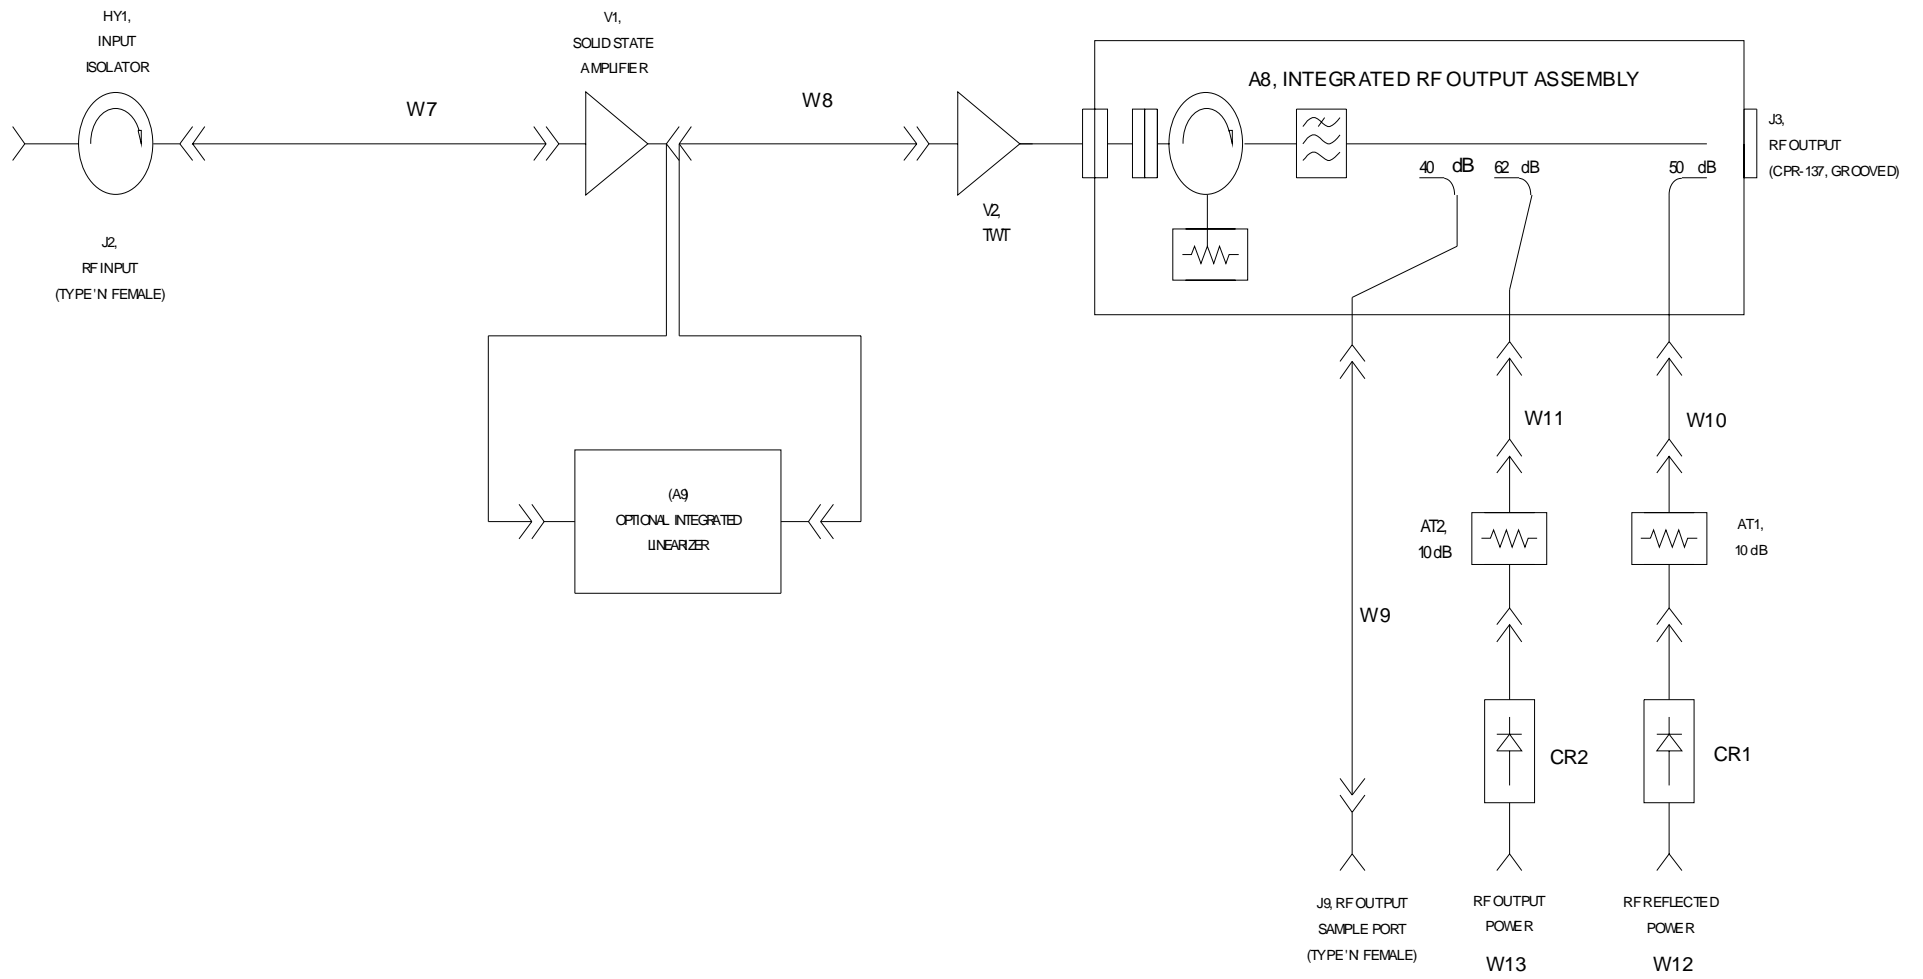 HY1,
INPUT
ISOLATOR
W7
V1,
SOLID STATE
AMPLIFIER
W8
A8, INTEGRATED RF OUTPUT ASSEMBLY
J3,
RF OUTPUT
(CPR-137, GROOVED)
40 dB
62 dB
50 dB
V2,
TWT
J2,
RF INPUT
(TYPE 'N' FEMALE)
W11
W10
(A9)
OPTIONAL INTEGRATED
LINEARIZER
AT2,
10 dB
AT1,
10 dB
W9
CR2
CR1
J9, RF OUTPUT
SAMPLE PORT
(TYPE 'N' FEMALE)
RF OUTPUT
POWER
W13
RF REFLECTED
POWER
W12